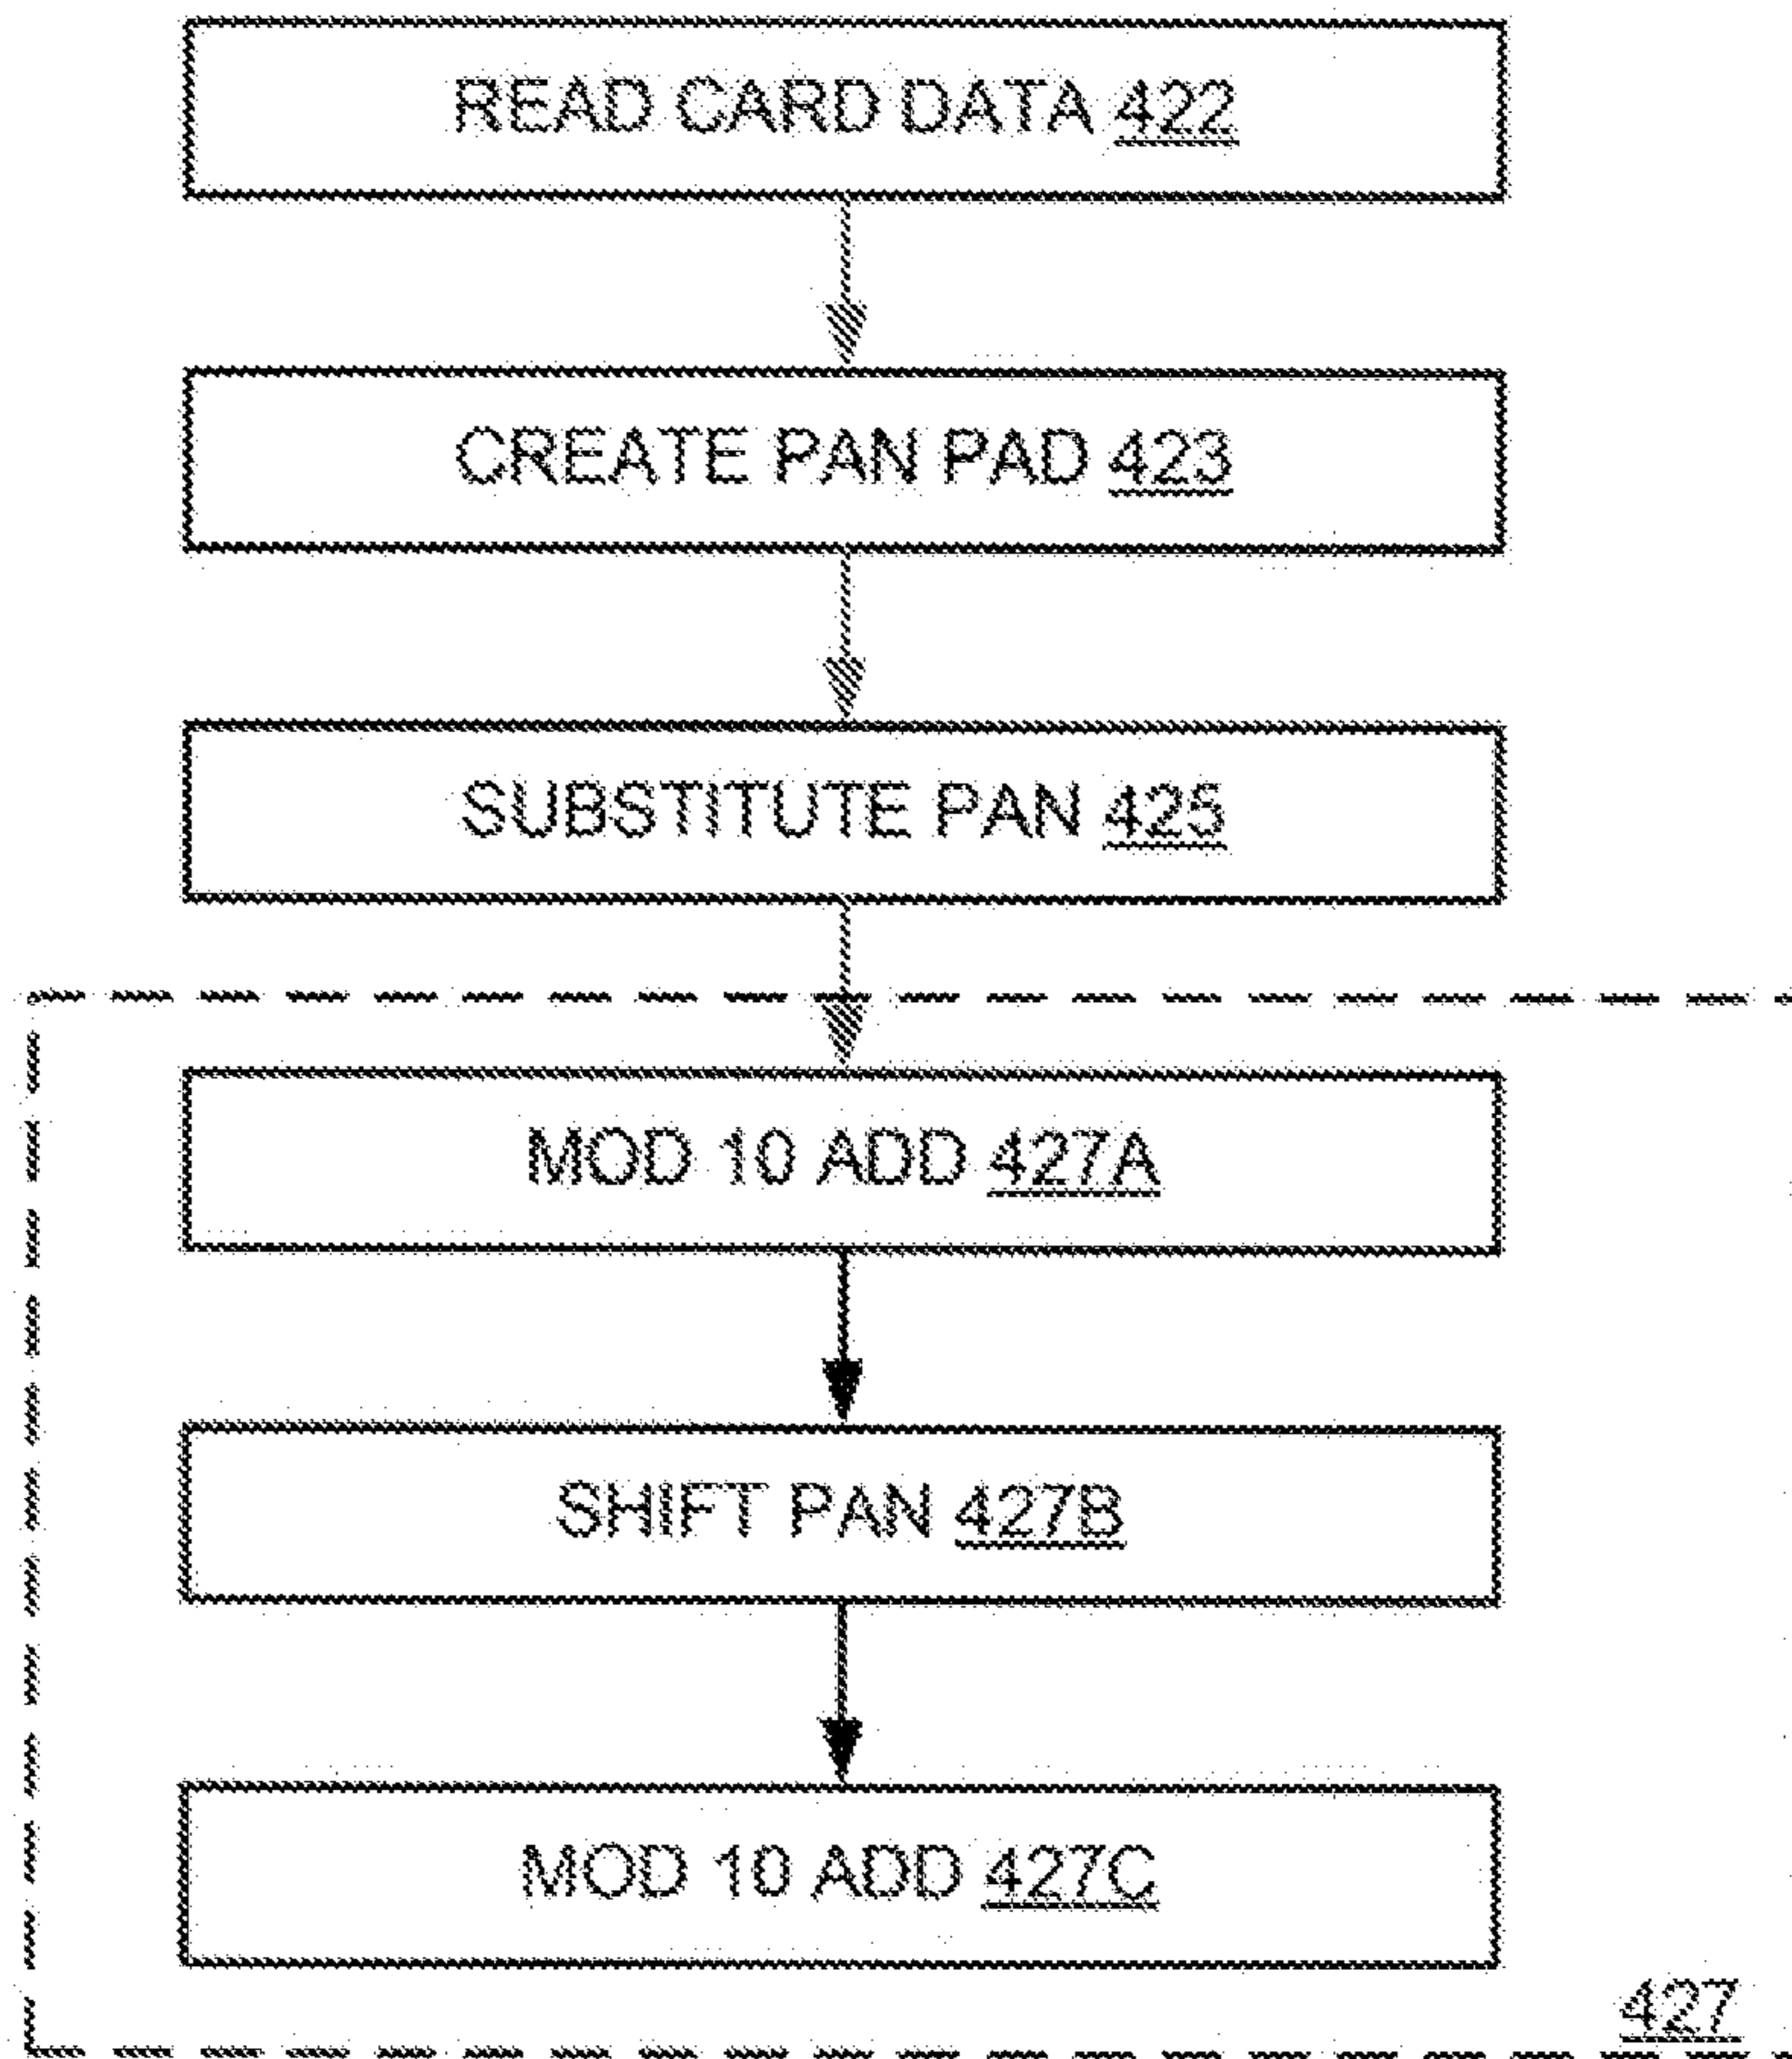 READ CARD DATA 422
CREATE PAN PAD 423
SUBSTITUTE PAN 425
MOD 10 ADD 427A
SHIFT PAN 427B
MOD 10 ADD 427C
427